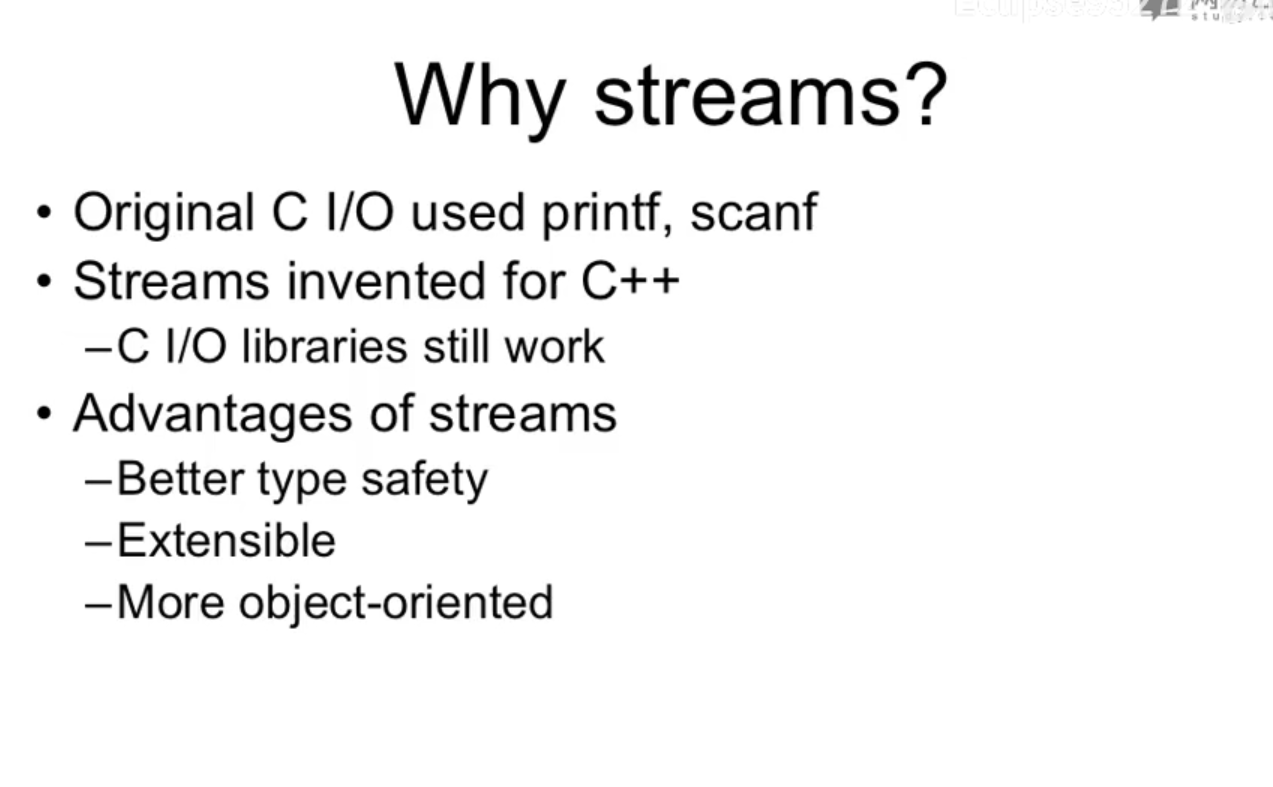 Why streams?
• Original C I/O used printf, scanf
• Streams invented for C++
–C I/O libraries still work
• Advantages of streams
–Better type safety
–Extensible
–More object-oriented